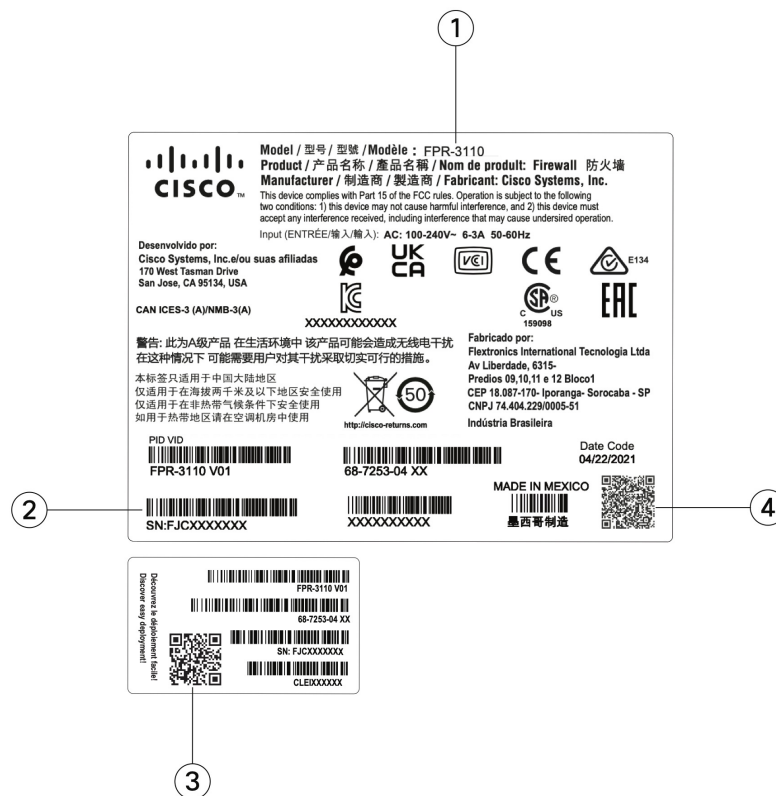 1
CISCO™
Model / 型号 / 型號 / Modèle : FPR-3110
Product / 产品名称 / 產品名稱 / Nom de prodult: Firewall 防火墙
Manufacturer / 制造商 / 製造商 / Fabricant: Cisco Systems, Inc.
This device complies with Part 15 of the FCC rules. Operation is subject to the following
two conditions: 1) this device may not cause harmful interference, and 2) this device must
accept any interference received, including interference that may cause undersired operation.
Input (ENTRÉE/输入/輸入): AC: 100-240V~ 6-3A 50-60Hz
Desenvolvido por:
Cisco Systems, Inc.e/ou suas afiliadas
170 West Tasman Drive
San Jose, CA 95134, USA
CAN ICES-3 (A)/NMB-3(A)
UK
CA
VCI
CE
E134
XXXXXXXXXXXXX
C SA ® US
159098
EAC
警告: 此为A级产品 在生活环境中 该产品可能会造成无线电干扰
在这种情况下 可能需要用户对其干扰采取切实可行的措施。
本标签只适用于中国大陆地区
仅适用于在海拔两千米及以下地区安全使用
仅适用于在非热带气候条件下安全使用
如用于热带地区请在空调机房中使用
50
http://cisco-returns.com
Fabricado por:
Flextronics International Tecnologia Ltda
Av Liberdade, 6315-
Predios 09,10,11 e 12 Bloco1
CEP 18.087-170- Iporanga- Sorocaba - SP
CNPJ 74.404.229/0005-51
Indústria Brasileira
PID VID
FPR-3110 V01
68-7253-04 XX
Date Code
04/22/2021
2
SN:FJCXXXXXXX
XXXXXXXXXXX
MADE IN MEXICO
墨西哥制造
4
Découvrez le déploiement facile!
Discover easy deployment!
FPR-3110 V01
68-7253-04 XX
SN: FJCXXXXXXX
CLEIXXXXXX
3